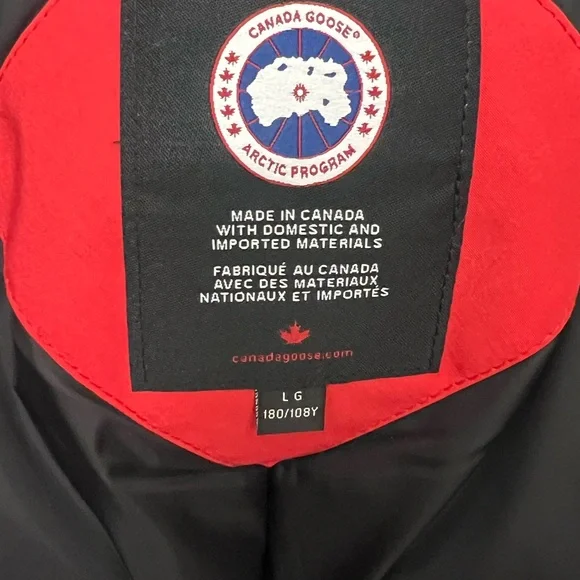 CANADA GOOSE®
ARCTIC PROGRAM
MADE IN CANADA
WITH DOMESTIC AND
IMPORTED MATERIALS
FABRIQUÉ AU CANADA
AVEC DES MATERIAUX
NATIONAUX ET IMPORTÉS
canadagoose.com
LG
180/108Y